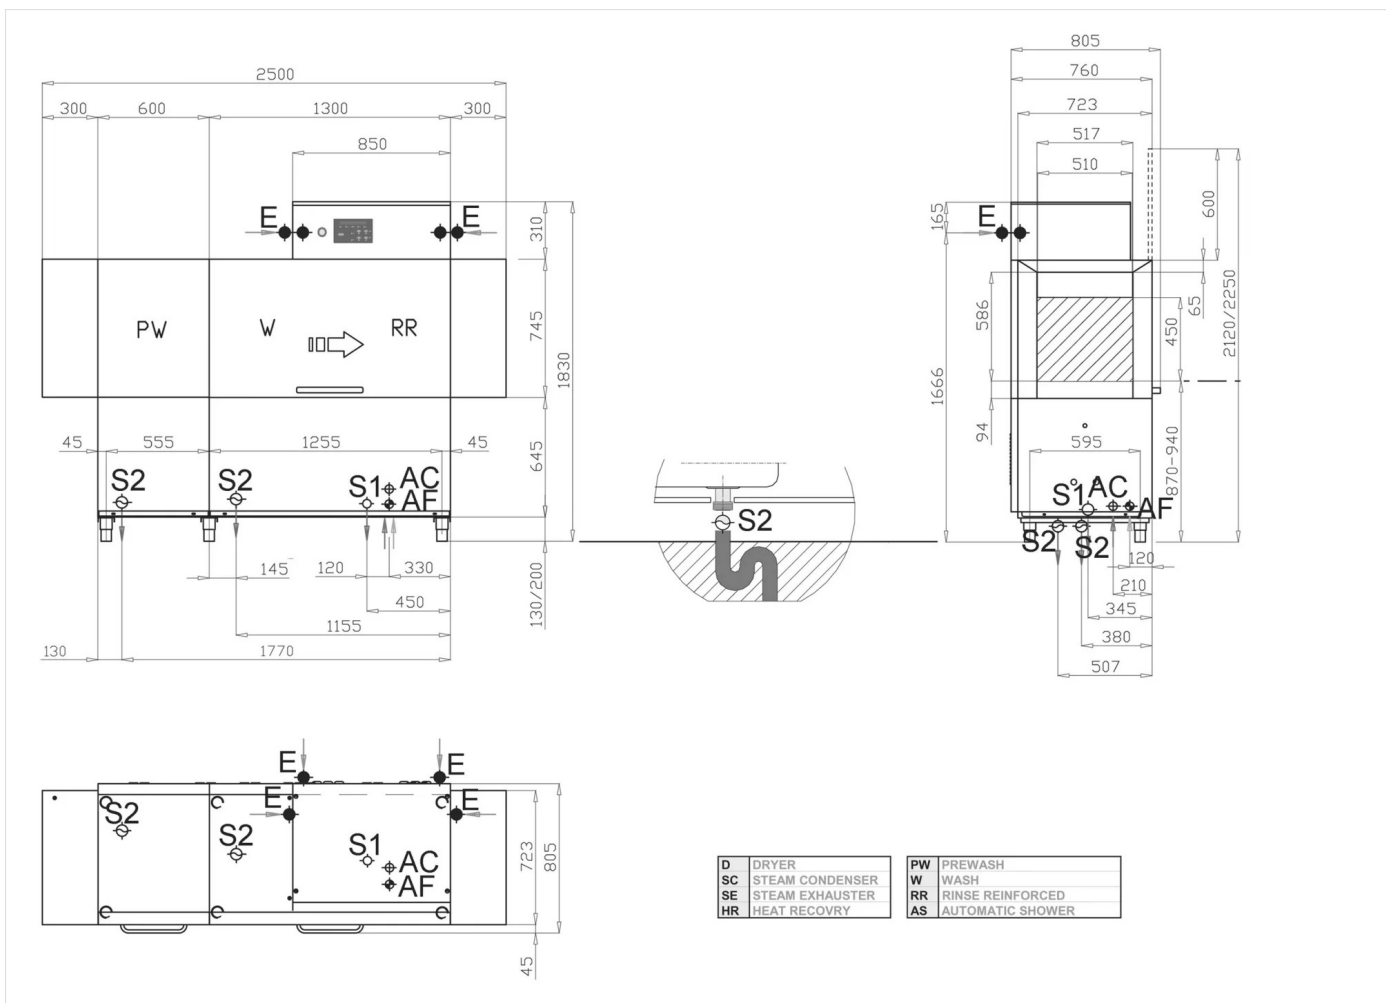 2500
300 600 1300 300
850
E E
310
PW W RR
745
1830
45 555 1255 45
645
S2 S2 S1 AC
AF
145 120 330
450
130/200
1155
130 1770
S2
805
760
723
517
510
165
E
600
586
65
450
2120/2250
1666
94
595
870-940
S1 AC AF
S2 S2
120
210
345
380
507
E E
E E
S2 S2 S1
AC
AF
723
805
45
D DRYER
SC STEAM CONDENSER
SE STEAM EXHAUSTER
HR HEAT RECOVRY
PW PREWASH
W WASH
RR RINSE REINFORCED
AS AUTOMATIC SHOWER